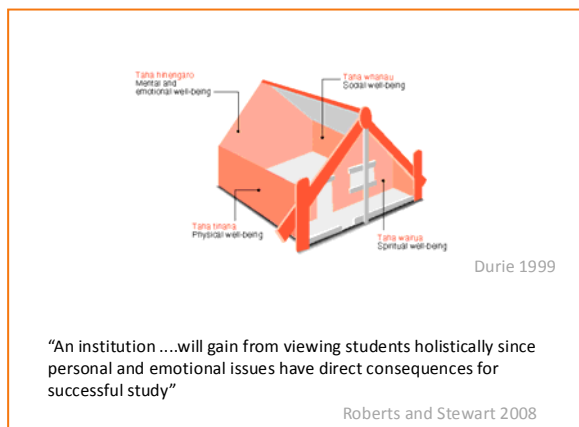 Taha hinengaro
Mental and
emotional well-being
Taha whanau
Social well-being
Taha tinana
Physical well-being
Taha wairua
Spiritual well-being
Durie 1999
“An institution ....will gain from viewing students holistically since
personal and emotional issues have direct consequences for
successful study”
Roberts and Stewart 2008